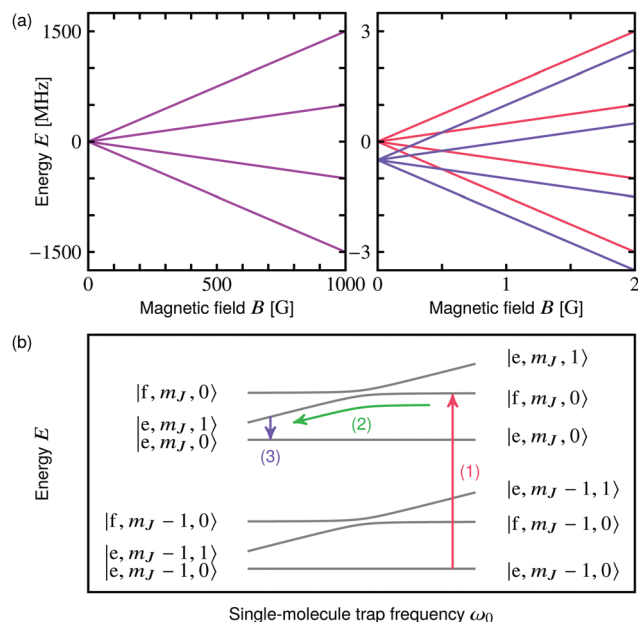 (a)
1500
0
−1500
Energy E [MHz]
0
500
1000
Magnetic field B [G]
3
0
−3
0
1
2
Magnetic field B [G]
(b)
Energy E
|f, m_J, 0⟩
|e, m_J, 1⟩
|e, m_J, 0⟩
|f, m_J − 1, 0⟩
|e, m_J − 1, 1⟩
|e, m_J − 1, 0⟩
(3)
(2)
(1)
|e, m_J, 1⟩
|f, m_J, 0⟩
|e, m_J, 0⟩
|e, m_J − 1, 1⟩
|f, m_J − 1, 0⟩
|e, m_J − 1, 0⟩
Single-molecule trap frequency ω₀